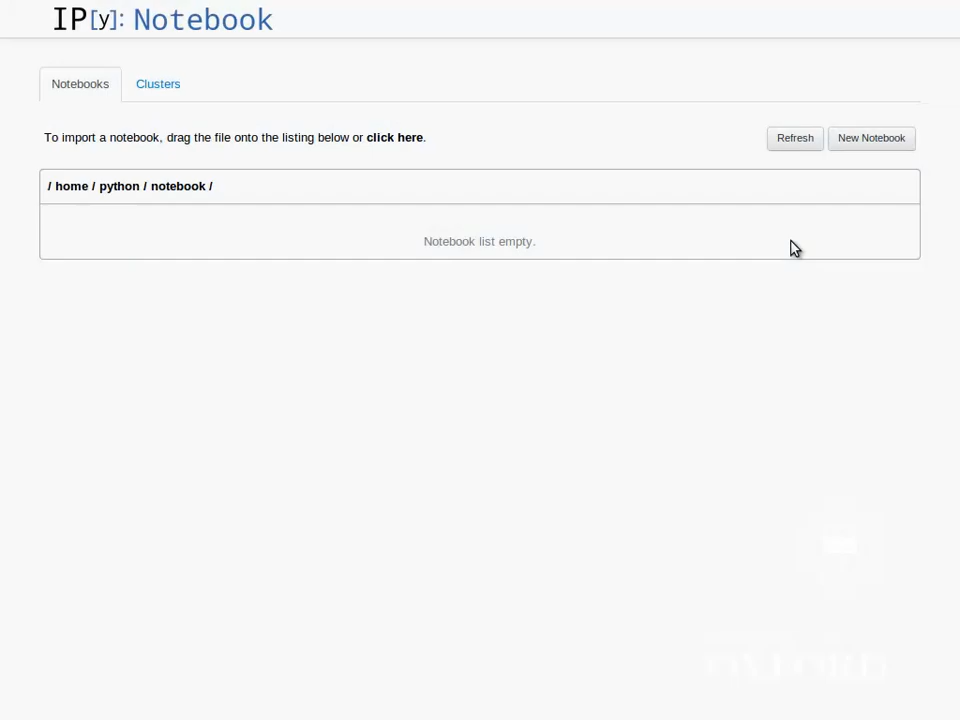 IP[y]: Notebook
Notebooks Clusters
To import a notebook, drag the file onto the listing below or click here. Refresh New Notebook
/ home / python / notebook /
Notebook list empty.
OXFORD